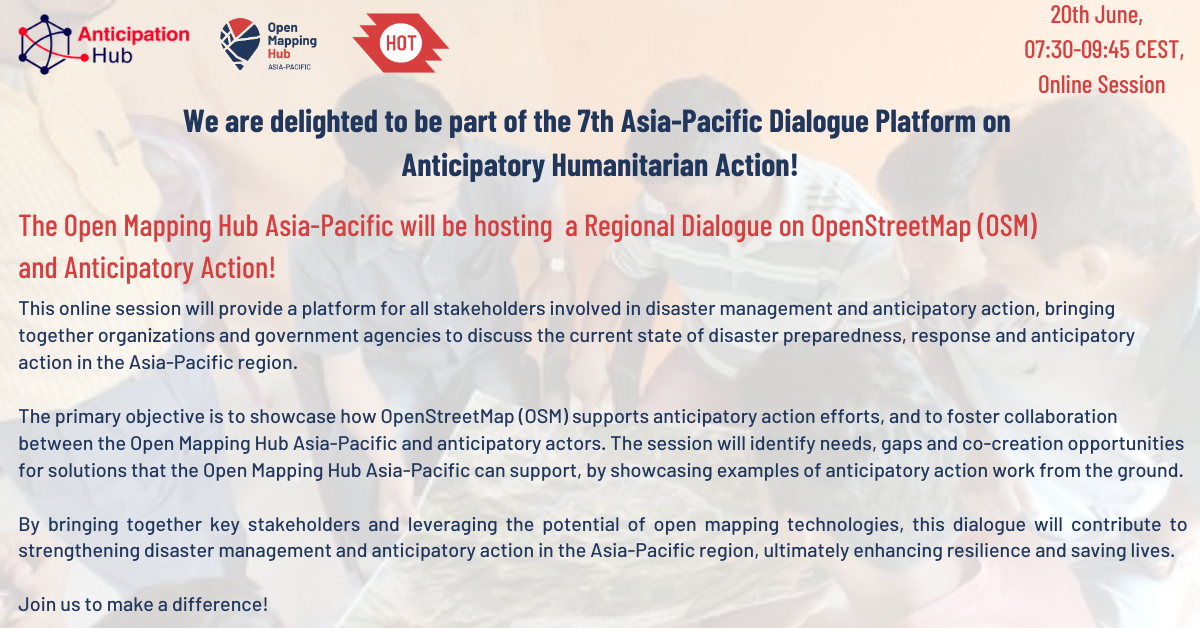 Anticipation
Hub
Open
Mapping
Hub
ASIA-PACIFIC
HOT
20th June,
07:30-09:45 CEST,
Online Session
We are delighted to be part of the 7th Asia-Pacific Dialogue Platform on
Anticipatory Humanitarian Action!
The Open Mapping Hub Asia-Pacific will be hosting a Regional Dialogue on OpenStreetMap (OSM)
and Anticipatory Action!
This online session will provide a platform for all stakeholders involved in disaster management and anticipatory action, bringing
together organizations and government agencies to discuss the current state of disaster preparedness, response and anticipatory
action in the Asia-Pacific region.
The primary objective is to showcase how OpenStreetMap (OSM) supports anticipatory action efforts, and to foster collaboration
between the Open Mapping Hub Asia-Pacific and anticipatory actors. The session will identify needs, gaps and co-creation opportunities
for solutions that the Open Mapping Hub Asia-Pacific can support, by showcasing examples of anticipatory action work from the ground.
By bringing together key stakeholders and leveraging the potential of open mapping technologies, this dialogue will contribute to
strengthening disaster management and anticipatory action in the Asia-Pacific region, ultimately enhancing resilience and saving lives.
Join us to make a difference!